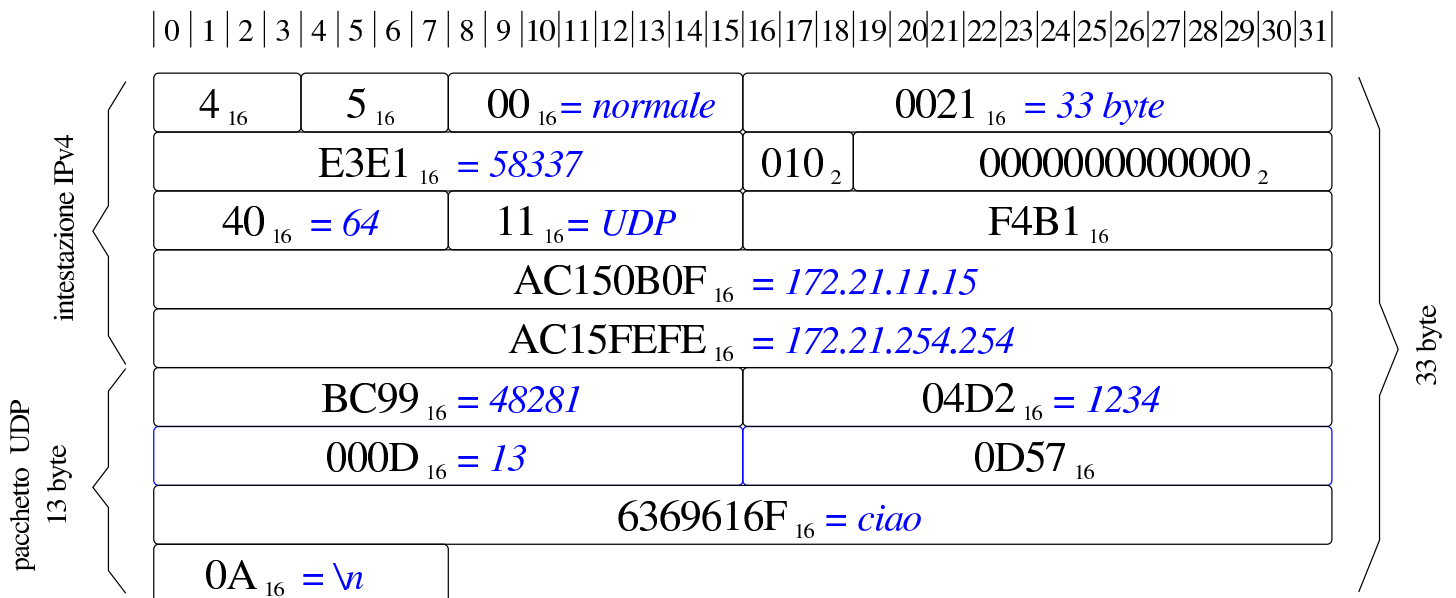 0 1 2 3 4 5 6 7 8 9 10 11 12 13 14 15 16 17 18 19 20 21 22 23 24 25 26 27 28 29 30 31
4 16 5 16 00 16 = normale 0021 16 = 33 byte
E3E1 16 = 58337 010 2 0000000000000 2
40 16 = 64 11 16 = UDP F4B1 16
AC150B0F 16 = 172.21.11.15
AC15FEFE 16 = 172.21.254.254
BC99 16 = 48281 04D2 16 = 1234
000D 16 = 13 0D57 16
6369616F 16 = ciao
0A 16 = \n
intestazione IPv4
pacchetto UDP
13 byte
33 byte